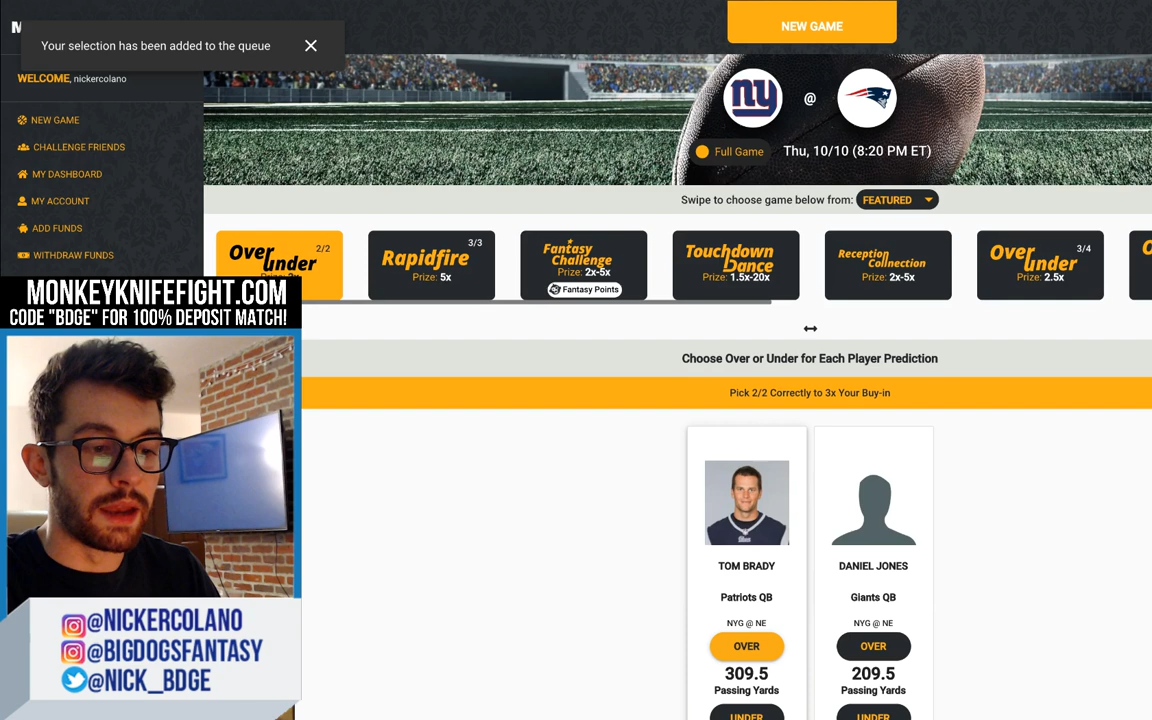 M
Your selection has been added to the queue
NEW GAME
WELCOME, nickercolano
NEW GAME
CHALLENGE FRIENDS
MY DASHBOARD
MY ACCOUNT
ADD FUNDS
WITHDRAW FUNDS
ny
@
Full Game
Thu, 10/10 (8:20 PM ET)
Swipe to choose game below from:
FEATURED
Over Under 2/2
Rapidfire 3/3
Prize: 5x
Fantasy Challenge
Prize: 2x-5x
Fantasy Points
Touchdown Dance
Prize: 1.5x-20x
Reception Connection
Prize: 2x-5x
Over under 3/4
Prize: 2.5x
Choose Over or Under for Each Player Prediction
Pick 2/2 Correctly to 3x Your Buy-in
MONKEYKNIFEFIGHT.COM
CODE "BDGE" FOR 100% DEPOSIT MATCH!
TOM BRADY
Patriots QB
NYG @ NE
OVER
309.5
Passing Yards
UNDER
DANIEL JONES
Giants QB
NYG @ NE
OVER
209.5
Passing Yards
UNDER
@NICKERCOLANO
@BIGDOGSFANTASY
@NICK_BDGE